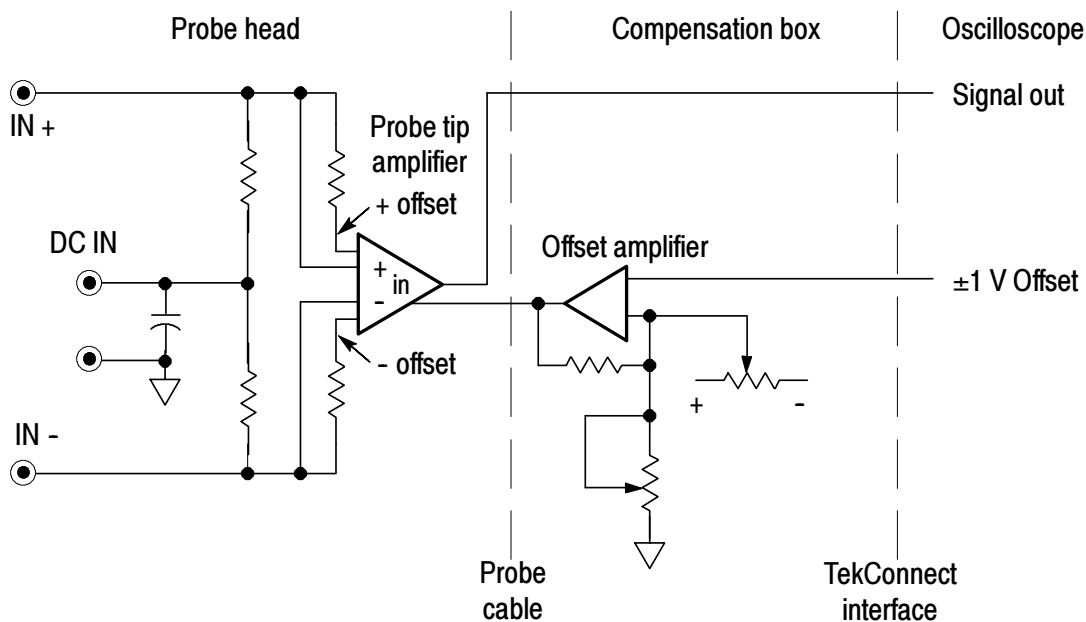 Probe head
Compensation box
Oscilloscope
IN +
Signal out
Probe tip
amplifier
+ offset
DC IN
Offset amplifier
+
in
-
±1 V Offset
- offset
+
-
IN -
Probe
cable
TekConnect
interface